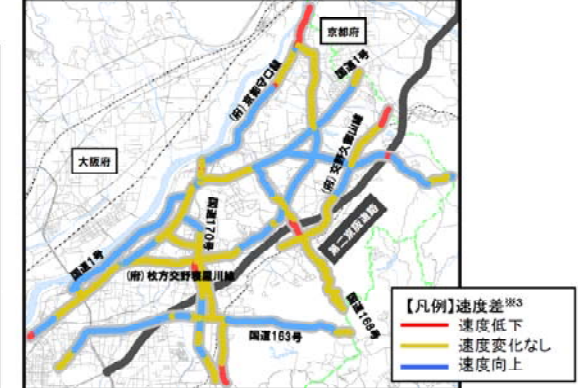 京都府
国道1号
(府)京都守口線
大阪府
(府)交野久御山線
国道170号
第二京阪道路
国道1号
(府)枚方交野寝屋川線
国道168号
国道163号
【凡例】速度差※3
速度低下
速度変化なし
速度向上